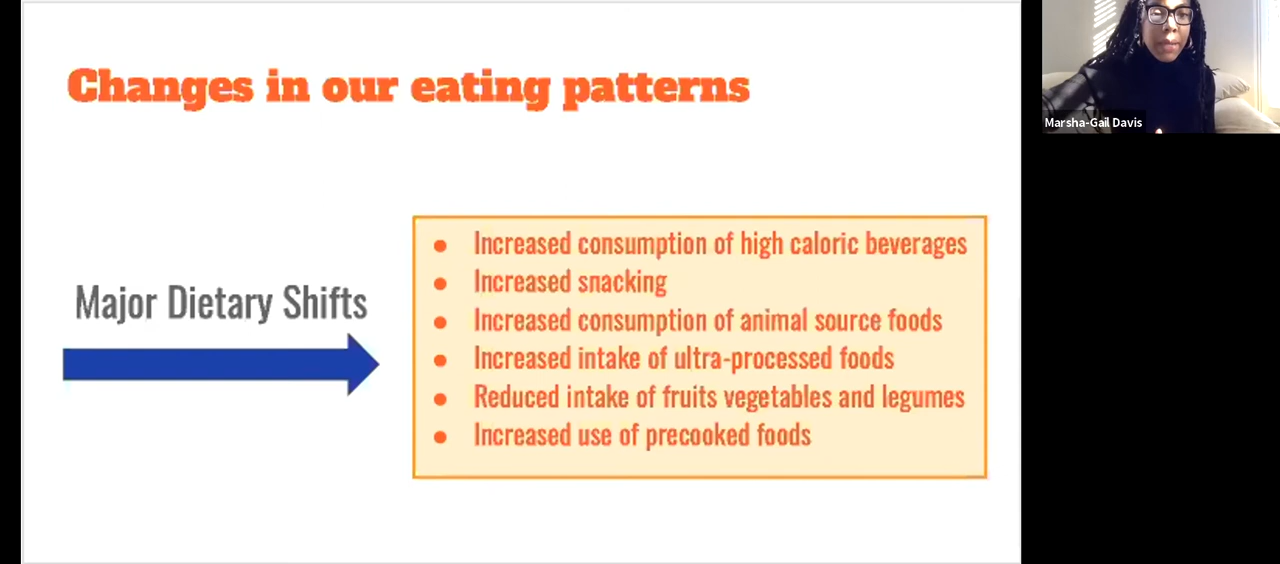 Changes in our eating patterns
Marsha-Gail Davis
Major Dietary Shifts
Increased consumption of high caloric beverages
Increased snacking
Increased consumption of animal source foods
Increased intake of ultra-processed foods
Reduced intake of fruits vegetables and legumes
Increased use of precooked foods